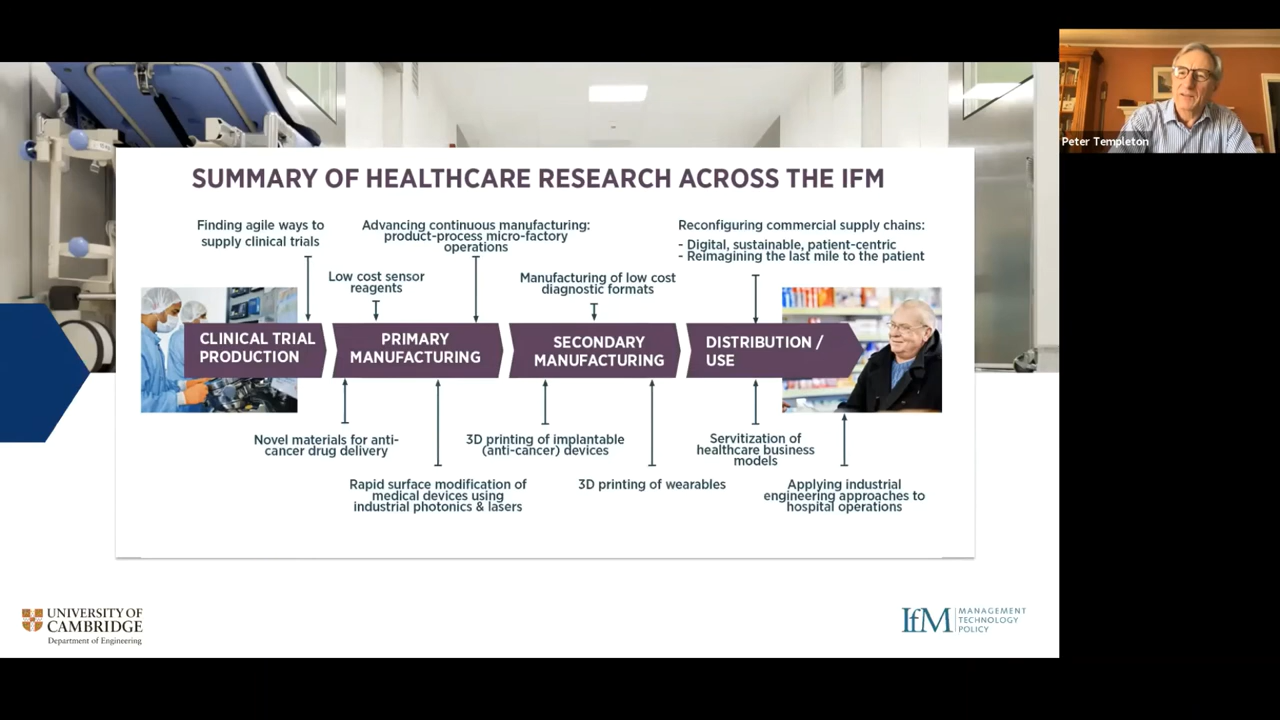 SUMMARY OF HEALTHCARE RESEARCH ACROSS THE IFM
Finding agile ways to
supply clinical trials
Advancing continuous manufacturing:
product-process micro-factory
operations
Reconfiguring commercial supply chains:
- Digital, sustainable, patient-centric
- Reimagining the last mile to the patient
Low cost sensor
reagents
Manufacturing of low cost
diagnostic formats
CLINICAL TRIAL
PRODUCTION
PRIMARY
MANUFACTURING
SECONDARY
MANUFACTURING
DISTRIBUTION /
USE
Novel materials for anti-
cancer drug delivery
3D printing of implantable
(anti-cancer) devices
Servitization of
healthcare business
models
Rapid surface modification of
medical devices using
industrial photonics & lasers
3D printing of wearables
Applying industrial
engineering approaches to
hospital operations
UNIVERSITY OF
CAMBRIDGE
Department of Engineering
IfM
MANAGEMENT
TECHNOLOGY
POLICY
Peter Templeton